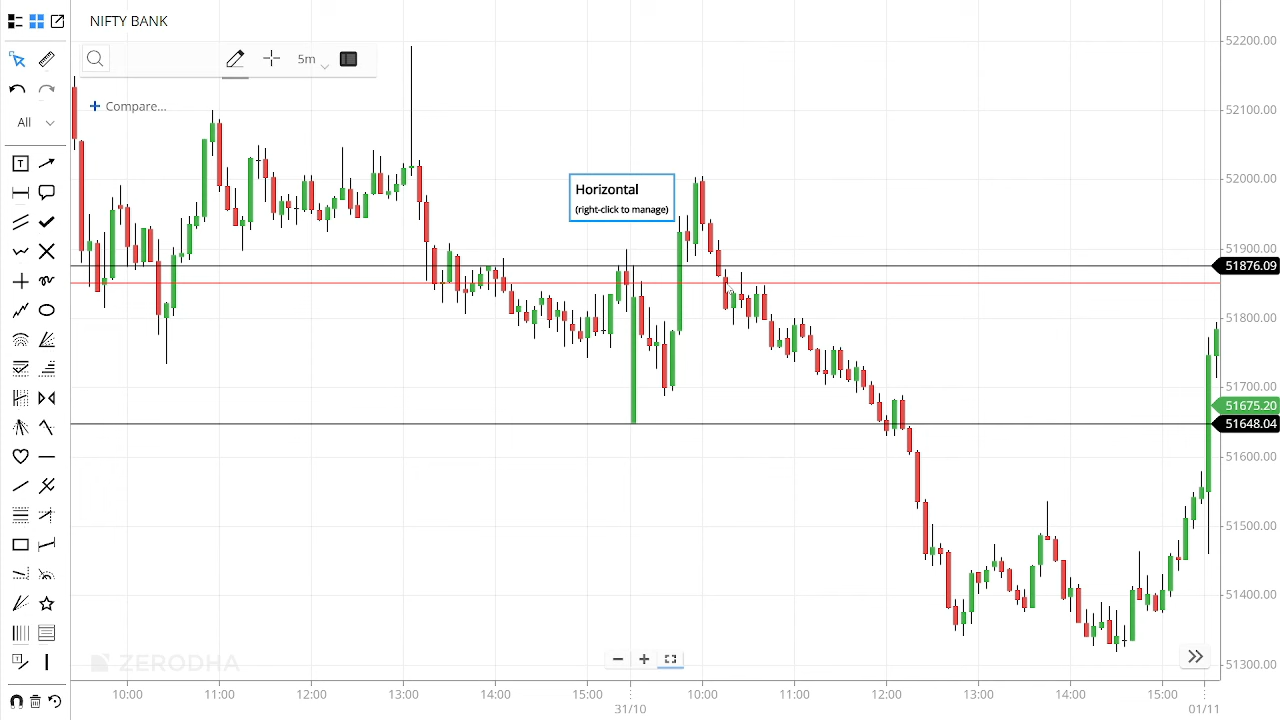 NIFTY BANK
5m
Compare...
All
T
Horizontal
(right-click to manage)
52200.00
52100.00
52000.00
51900.00
51876.09
51800.00
51700.00
51675.20
51648.04
51600.00
51500.00
51400.00
51300.00
ZERODHA
10:00 11:00 12:00 13:00 14:00 15:00 10:00 11:00 12:00 13:00 14:00 15:00
31/10 01/11